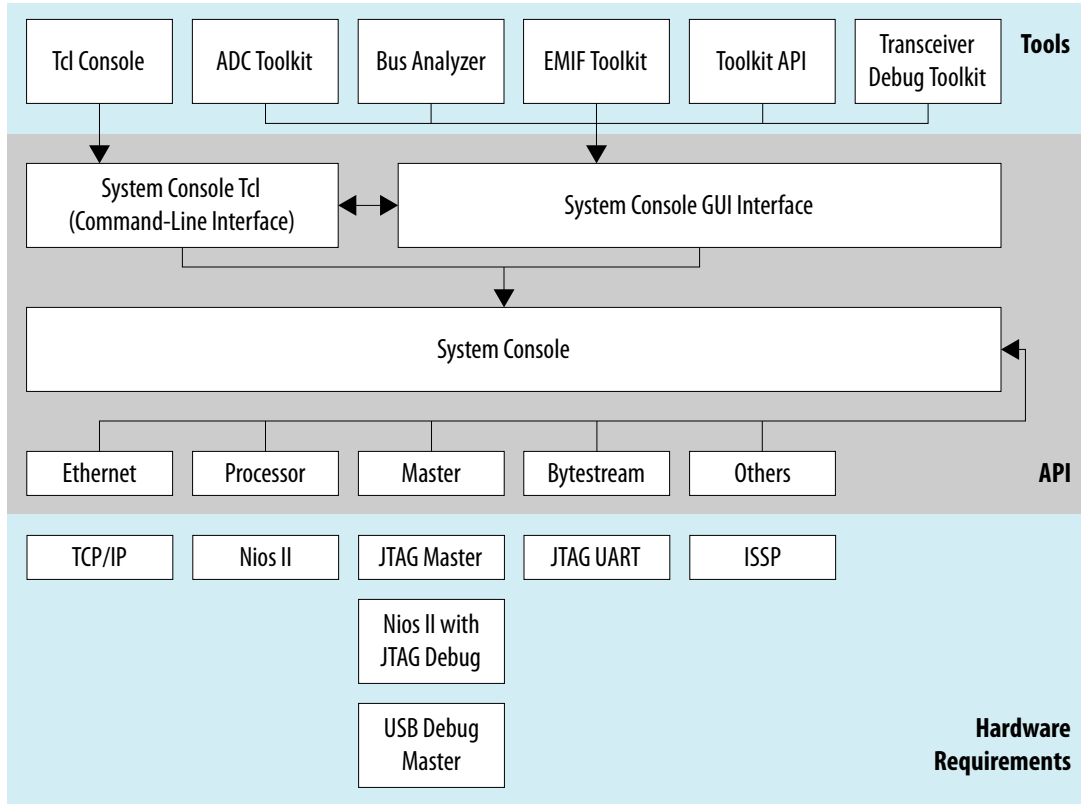 Tcl Console
ADC Toolkit
Bus Analyzer
EMIF Toolkit
Toolkit API
Transceiver
Debug Toolkit
Tools
System Console Tcl
(Command-Line Interface)
System Console GUI Interface
System Console
Ethernet
Processor
Master
Bytestream
Others
API
TCP/IP
Nios II
JTAG Master
JTAG UART
ISSP
Nios II with
JTAG Debug
USB Debug
Master
Hardware
Requirements